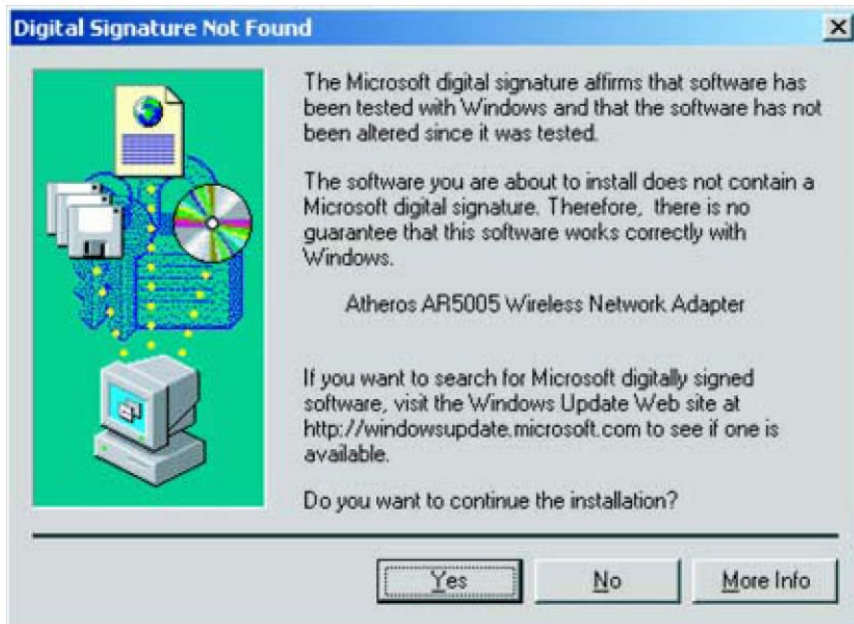 Digital Signature Not Found
The Microsoft digital signature affirms that software has
been tested with Windows and that the software has not
been altered since it was tested.
The software you are about to install does not contain a
Microsoft digital signature. Therefore,  there is no
guarantee that this software works correctly with
Windows.
Atheros AR5005 Wireless Network Adapter
If you want to search for Microsoft digitally signed
software, visit the Windows Update Web site at
http://windowsupdate.microsoft.com to see if one is
available.
Do you want to continue the installation?
Yes No More Info